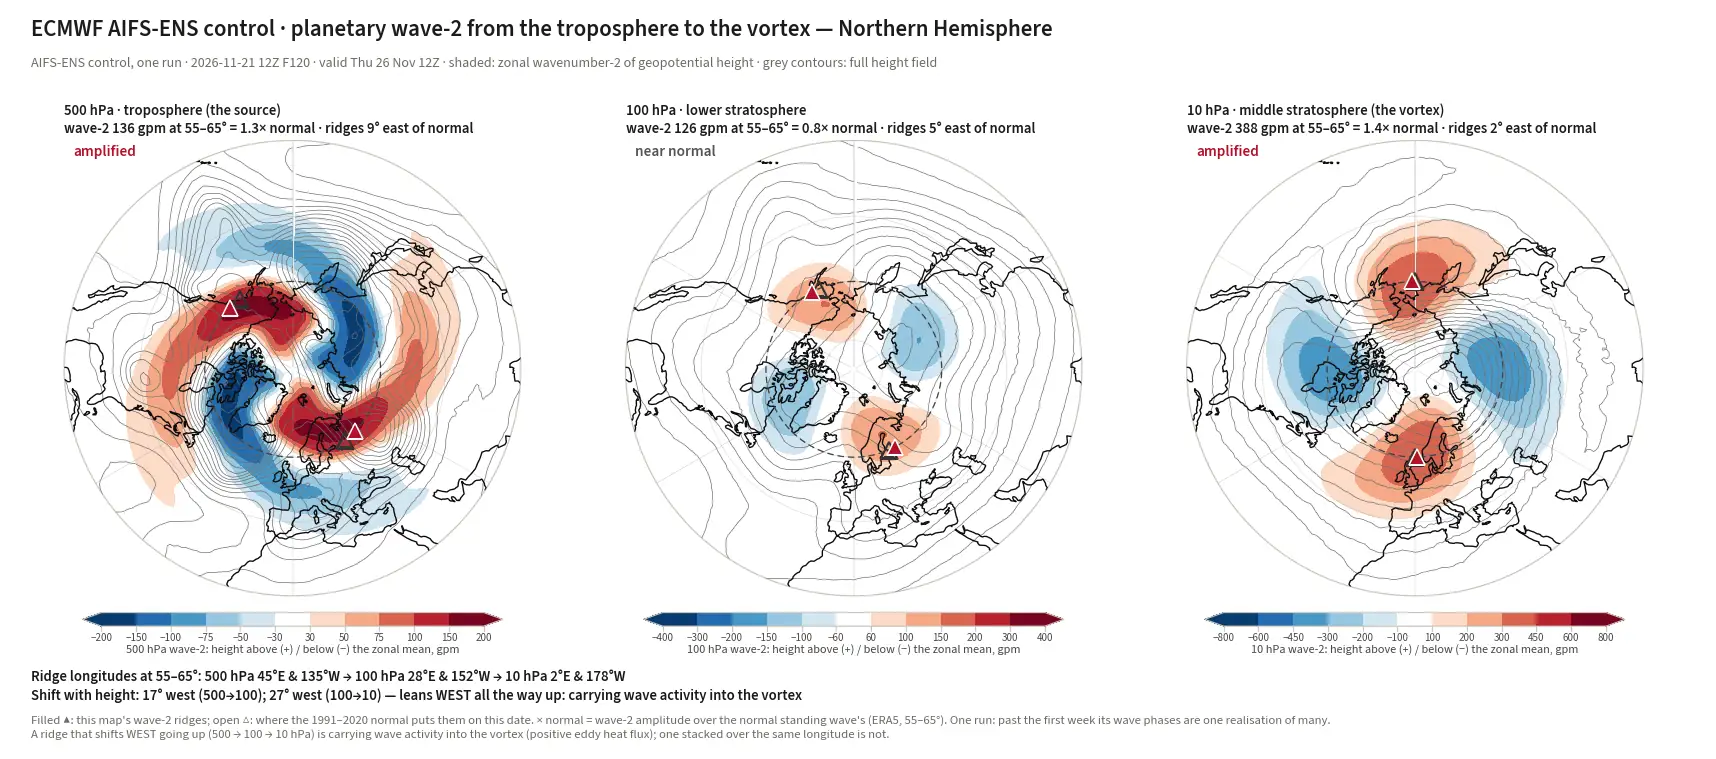 ECMWF AIFS-ENS control · planetary wave-2 from the troposphere to the vortex — Northern Hemisphere
AIFS-ENS control, one run · 2026-11-21 12Z F120 · valid Thu 26 Nov 12Z · shaded: zonal wavenumber-2 of geopotential height · grey contours: full height field
500 hPa · troposphere (the source)
wave-2 136 gpm at 55–65° = 1.3× normal · ridges 9° east of normal
amplified
100 hPa · lower stratosphere
wave-2 126 gpm at 55–65° = 0.8× normal · ridges 5° east of normal
near normal
10 hPa · middle stratosphere (the vortex)
wave-2 388 gpm at 55–65° = 1.4× normal · ridges 2° east of normal
amplified
−200 −150 −100 −75 −50 −30 30 50 75 100 150 200
500 hPa wave-2: height above (+) / below (−) the zonal mean, gpm
−400 −300 −200 −150 −100 −60 60 100 150 200 300 400
100 hPa wave-2: height above (+) / below (−) the zonal mean, gpm
−800 −600 −450 −300 −200 −100 100 200 300 450 600 800
10 hPa wave-2: height above (+) / below (−) the zonal mean, gpm
Ridge longitudes at 55–65°: 500 hPa 45°E & 135°W → 100 hPa 28°E & 152°W → 10 hPa 2°E & 178°W
Shift with height: 17° west (500→100); 27° west (100→10) — leans WEST all the way up: carrying wave activity into the vortex
Filled ▲: this map's wave-2 ridges; open △: where the 1991–2020 normal puts them on this date. × normal = wave-2 amplitude over the normal standing wave's (ERA5, 55–65°). One run: past the first week its wave phases are one realisation of many.
A ridge that shifts WEST going up (500 → 100 → 10 hPa) is carrying wave activity into the vortex (positive eddy heat flux); one stacked over the same longitude is not.